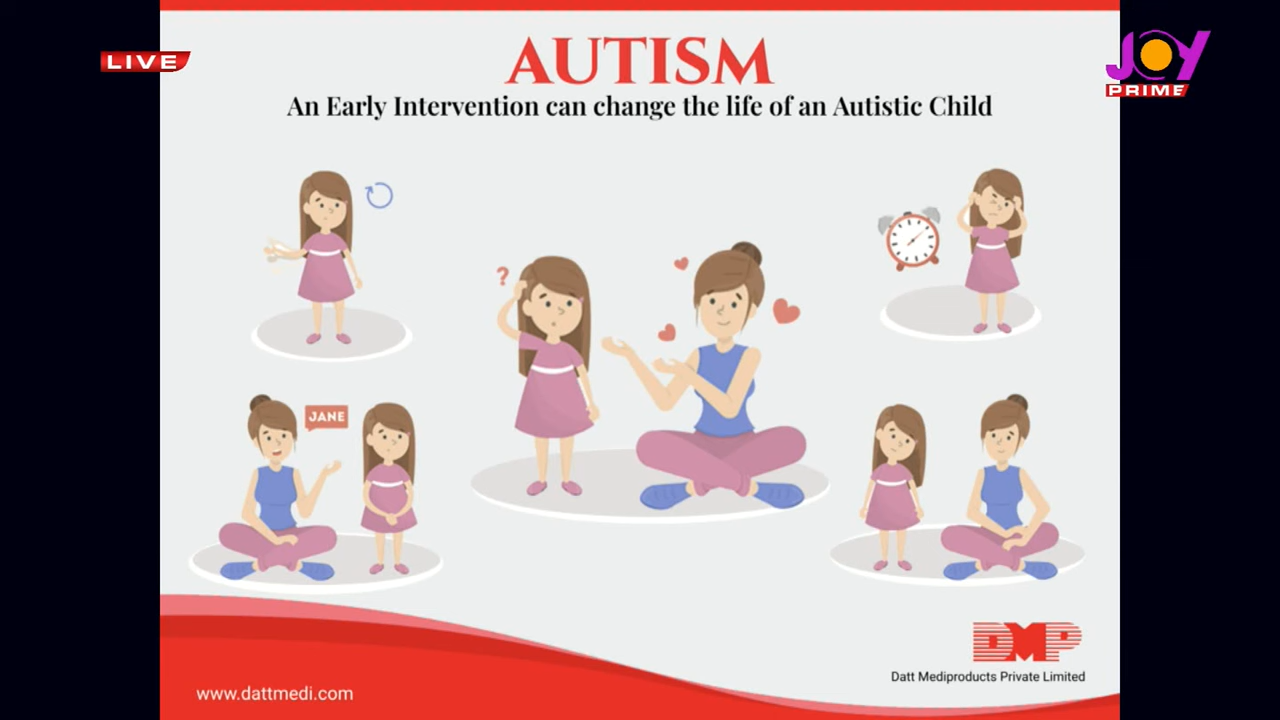 LIVE
JOY
PRIME
AUTISM
An Early Intervention can change the life of an Autistic Child
?
JANE
DMP
Datt Mediproducts Private Limited
www.dattmedi.com